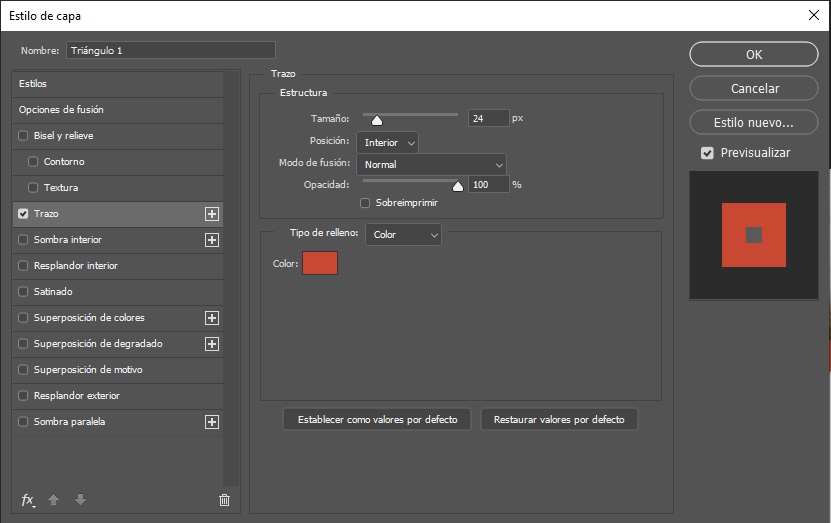 Estilo de capa
Nombre: Triángulo 1
Estilos
Opciones de fusión
Bisel y relieve
Contorno
Textura
Trazo
Sombra interior
Resplandor interior
Satinado
Superposición de colores
Superposición de degradado
Superposición de motivo
Resplandor exterior
Sombra paralela
fx
Trazo
Estructura
Tamaño: 24 px
Posición: Interior
Modo de fusión: Normal
Opacidad: 100 %
Sobreimprimir
Tipo de relleno: Color
Color:
Establecer como valores por defecto
Restaurar valores por defecto
OK
Cancelar
Estilo nuevo...
Previsualizar